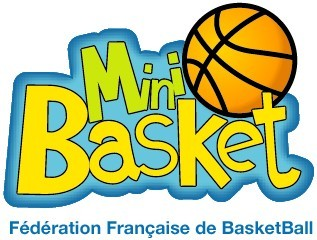 Mini
Basket
Fédération Française de BasketBall